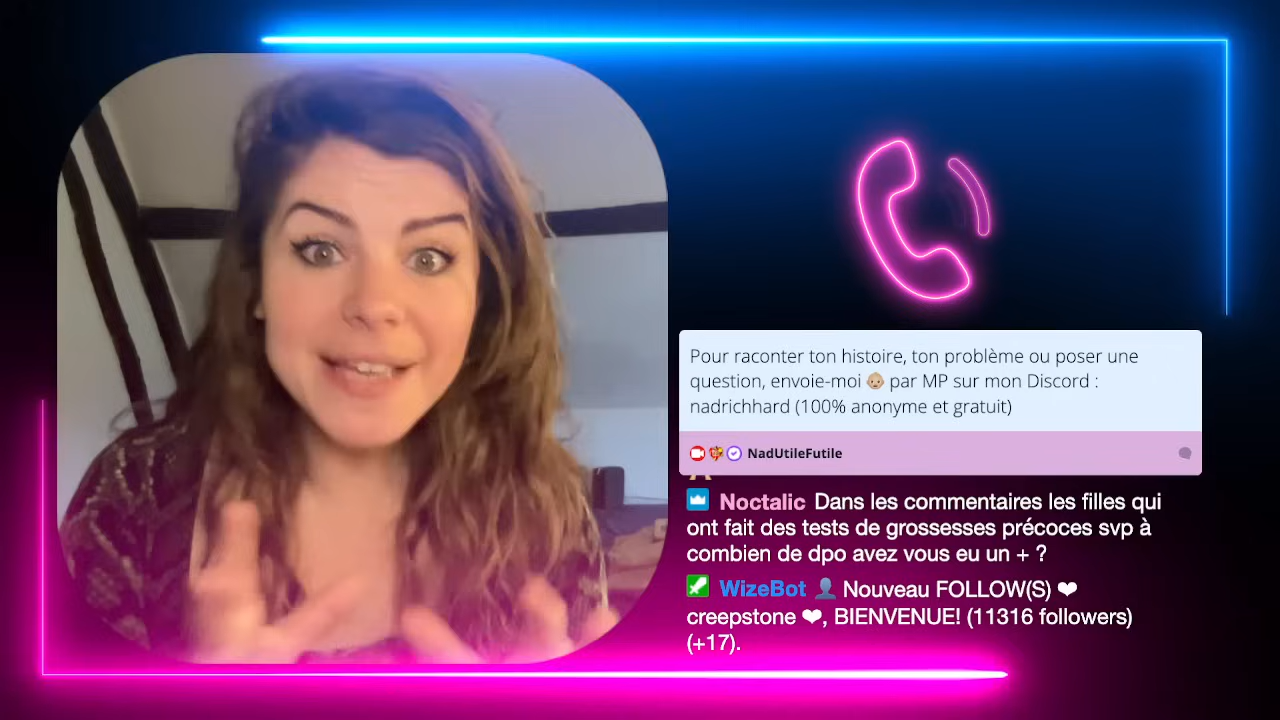 Pour raconter ton histoire, ton problème ou poser une
question, envoie-moi 👶🏼 par MP sur mon Discord :
nadrichhard (100% anonyme et gratuit)
NadUtileFutile
Noctalic Dans les commentaires les filles qui
ont fait des tests de grossesses précoces svp à
combien de dpo avez vous eu un + ?
WizeBot 👤 Nouveau FOLLOW(S) ❤
creepstone ❤, BIENVENUE! (11316 followers)
(+17).